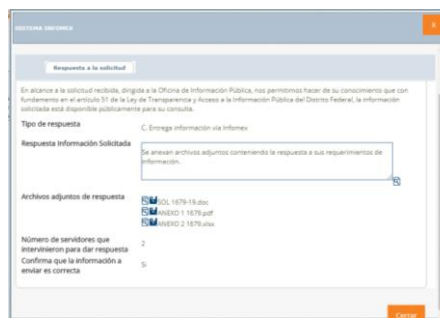 SISTEMA INFOMEX
X
Respuesta a la solicitud
En alcance a la solicitud recibida, dirigida a la Oficina de Información Pública, nos permitimos hacer de su conocimiento que con
fundamento en el artículo 51 de la Ley de Transparencia y Acceso a la Información Pública del Distrito Federal, la información
solicitada está disponible públicamente para su consulta.
Tipo de respuesta
C. Entrega información vía Infomex
Respuesta Información Solicitada
Se anexan archivos adjuntos conteniendo la respuesta a sus requerimientos de
información.
Archivos adjuntos de respuesta
SOL 1679-19.doc
ANEXO 1 1679.pdf
ANEXO 2 1679.xlsx
Número de servidores que
intervinieron para dar respuesta
2
Confirma que la información a
enviar es correcta
Si
Cerrar